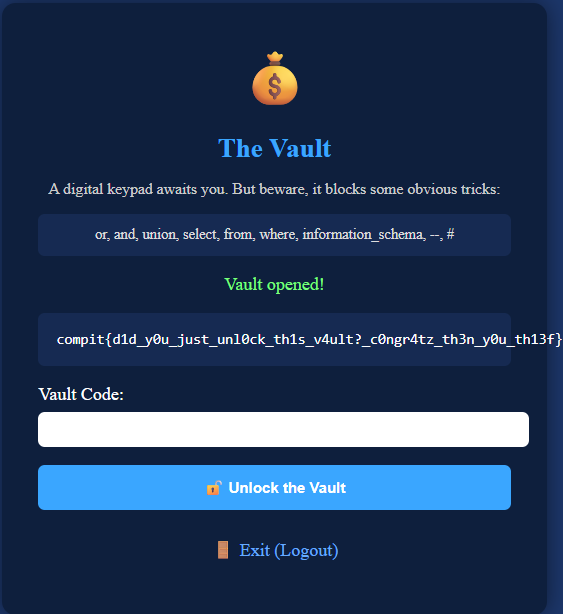 The Vault
A digital keypad awaits you. But beware, it blocks some obvious tricks:
or, and, union, select, from, where, information_schema, --, #
Vault opened!
compit{d1d_y0u_just_unl0ck_th1s_v4ult?_c0ngr4tz_th3n_y0u_th13f}
Vault Code:
🔓 Unlock the Vault
🚪 Exit (Logout)